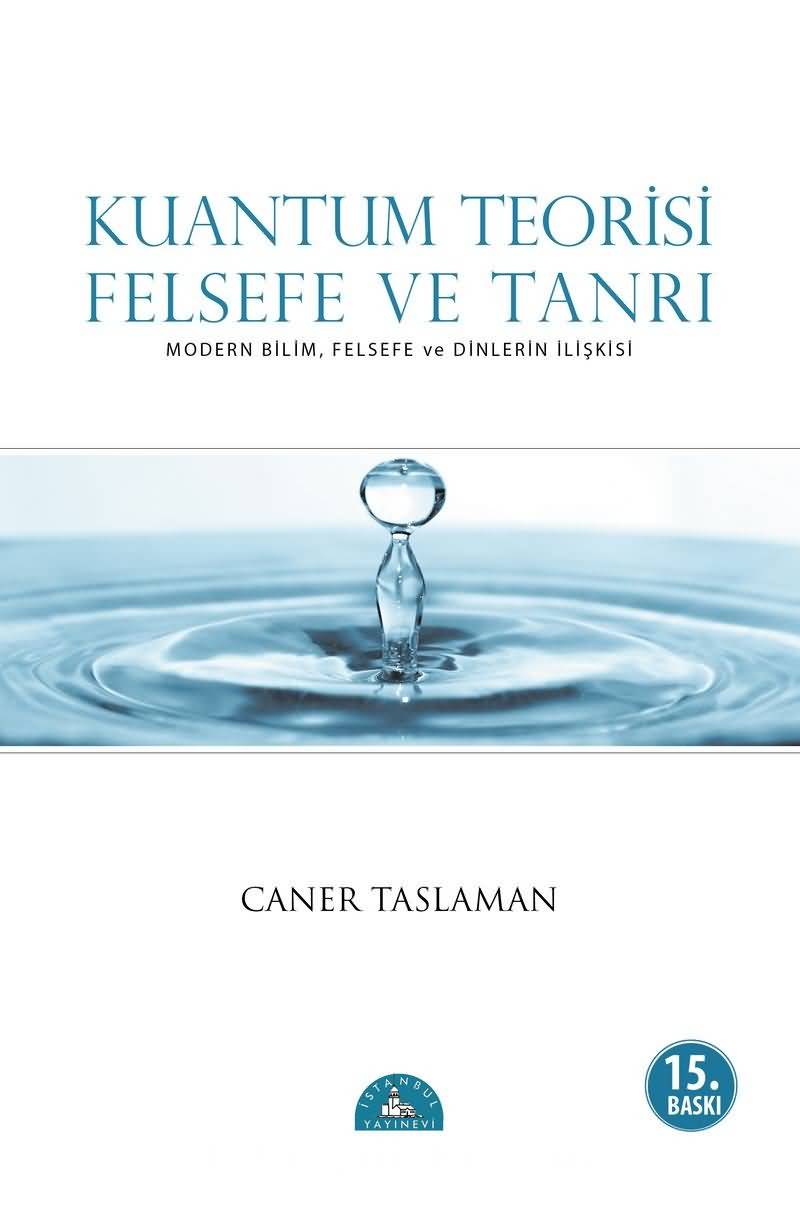 KUANTUM TEORİSİ
FELSEFE VE TANRI
MODERN BİLİM, FELSEFE ve DİNLERİN İLİŞKİSİ
CANER TASLAMAN
15.
BASKI
İSTANBUL
YAYINEVİ